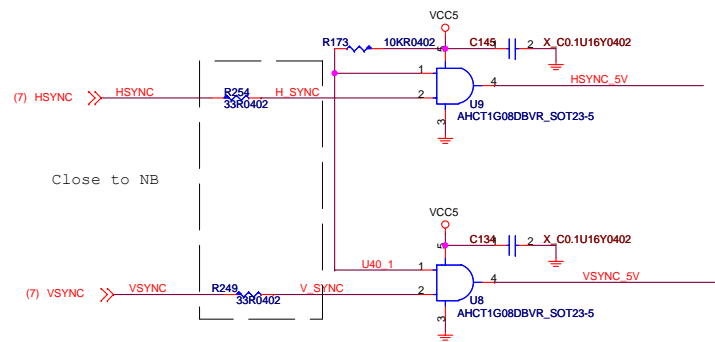 VCC5
R173 10KR0402 C145 1 2 X_C0.1U16Y0402
5
1
(7) HSYNC HSYNC R254 H_SYNC 2 4 HSYNC_5V
33R0402 U9
3 AHCT1G08DBVR_SOT23-5
Close to NB
VCC5
C134 1 2 X_C0.1U16Y0402
5
U40_1 1
(7) VSYNC VSYNC R249 V_SYNC 2 4 VSYNC_5V
33R0402 U8
3 AHCT1G08DBVR_SOT23-5